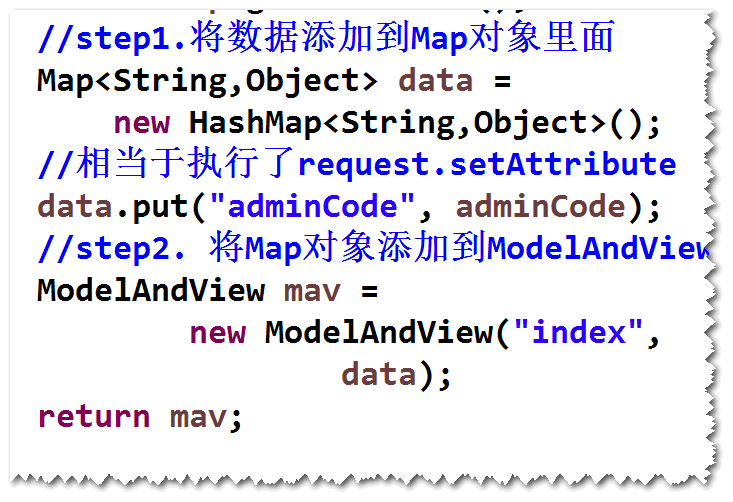 //step1.将数据添加到Map对象里面
Map<String,Object> data =
new HashMap<String,Object>();
//相当于执行了request.setAttribute
data.put("adminCode", adminCode);
//step2. 将Map对象添加到ModelAndView
ModelAndView mav =
new ModelAndView("index",
data);
return mav;